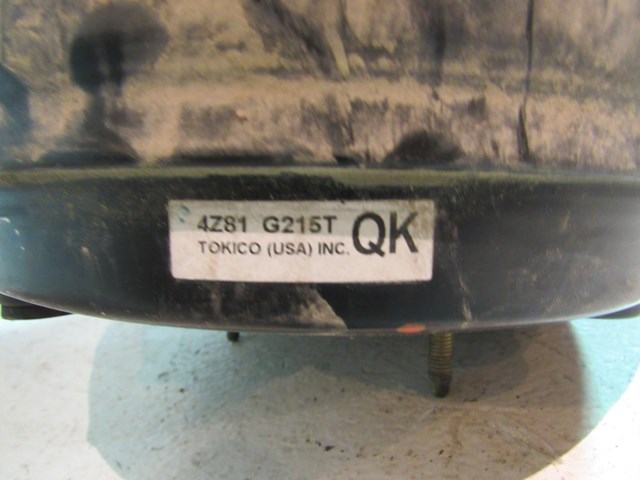 4Z81 G215T QK
TOKICO (USA) INC.